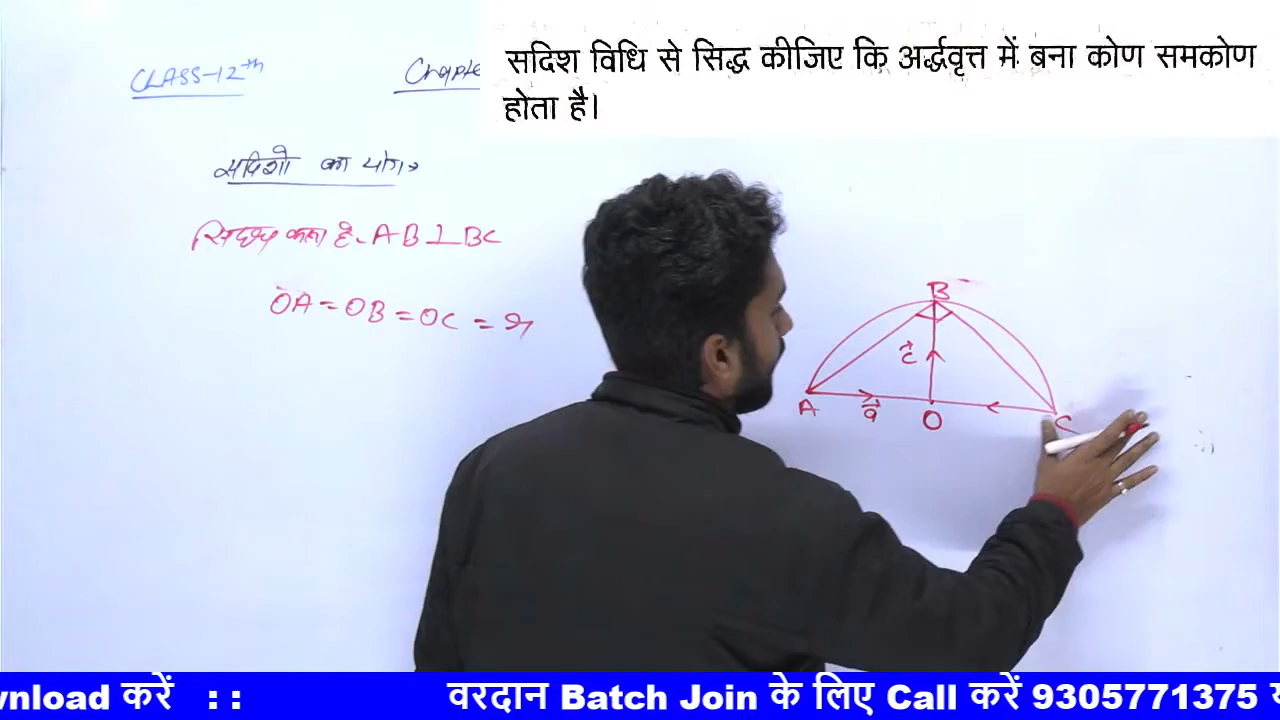 CLASS-12th
Chapte
सदिश विधि से सिद्ध कीजिए कि अर्द्धवृत्त में बना कोण समकोण
होता है।
सदिशो का योग→
सिद्ध करना है- AB⊥BC
OA = OB = OC = r
B
c⃗
A
a⃗
O
C
wnload करें : : वरदान Batch Join के लिए Call करें 9305771375